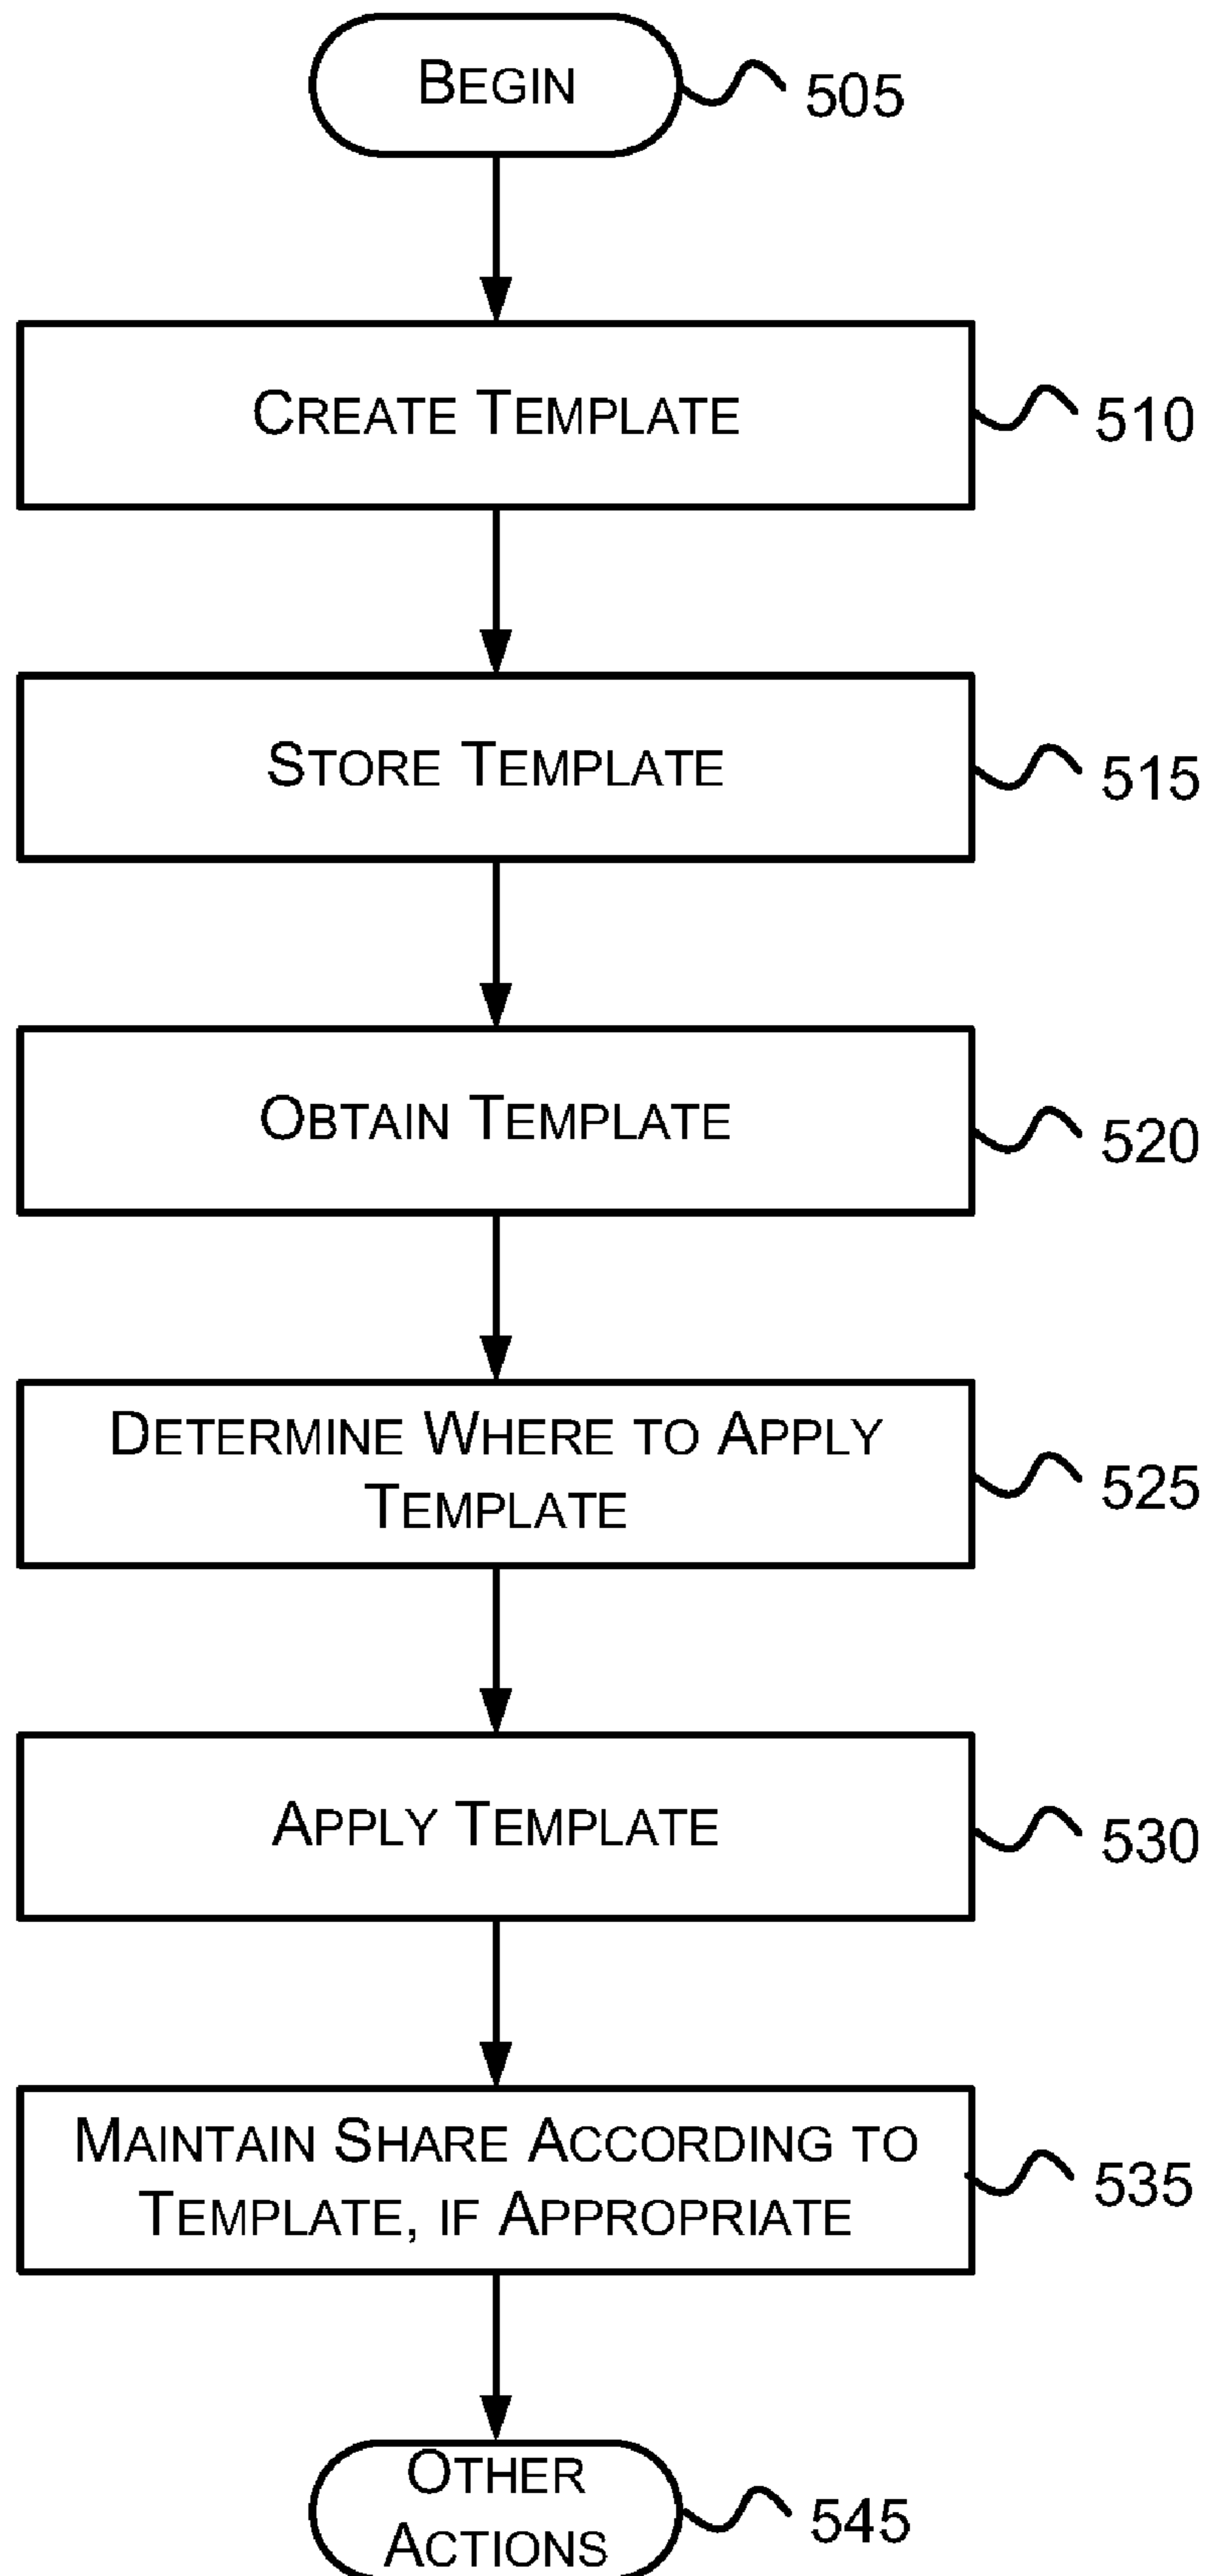 BEGIN
505
CREATE TEMPLATE
510
STORE TEMPLATE
515
OBTAIN TEMPLATE
520
DETERMINE WHERE TO APPLY
TEMPLATE
525
APPLY TEMPLATE
530
MAINTAIN SHARE ACCORDING TO
TEMPLATE, IF APPROPRIATE
535
OTHER
ACTIONS
545